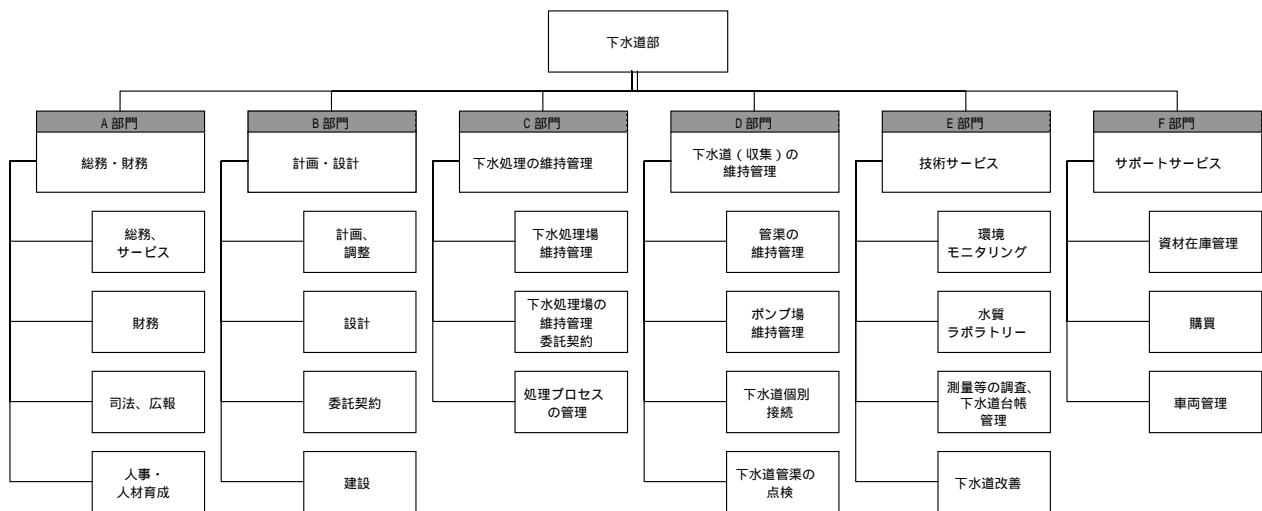 下水道部
A 部門
総務・財務
総務、
サービス
財務
司法、広報
人事・
人材育成
B 部門
計画・設計
計画、
調整
設計
委託契約
建設
C 部門
下水処理の維持管理
下水処理場
維持管理
下水処理場の
維持管理
委託契約
処理プロセス
の管理
D 部門
下水道（収集）の
維持管理
管渠の
維持管理
ポンプ場
維持管理
下水道個別
接続
下水道管渠の
点検
E 部門
技術サービス
環境
モニタリング
水質
ラボラトリー
測量等の調査、
下水道台帳
管理
下水道改善
F 部門
サポートサービス
資材在庫管理
購買
車両管理